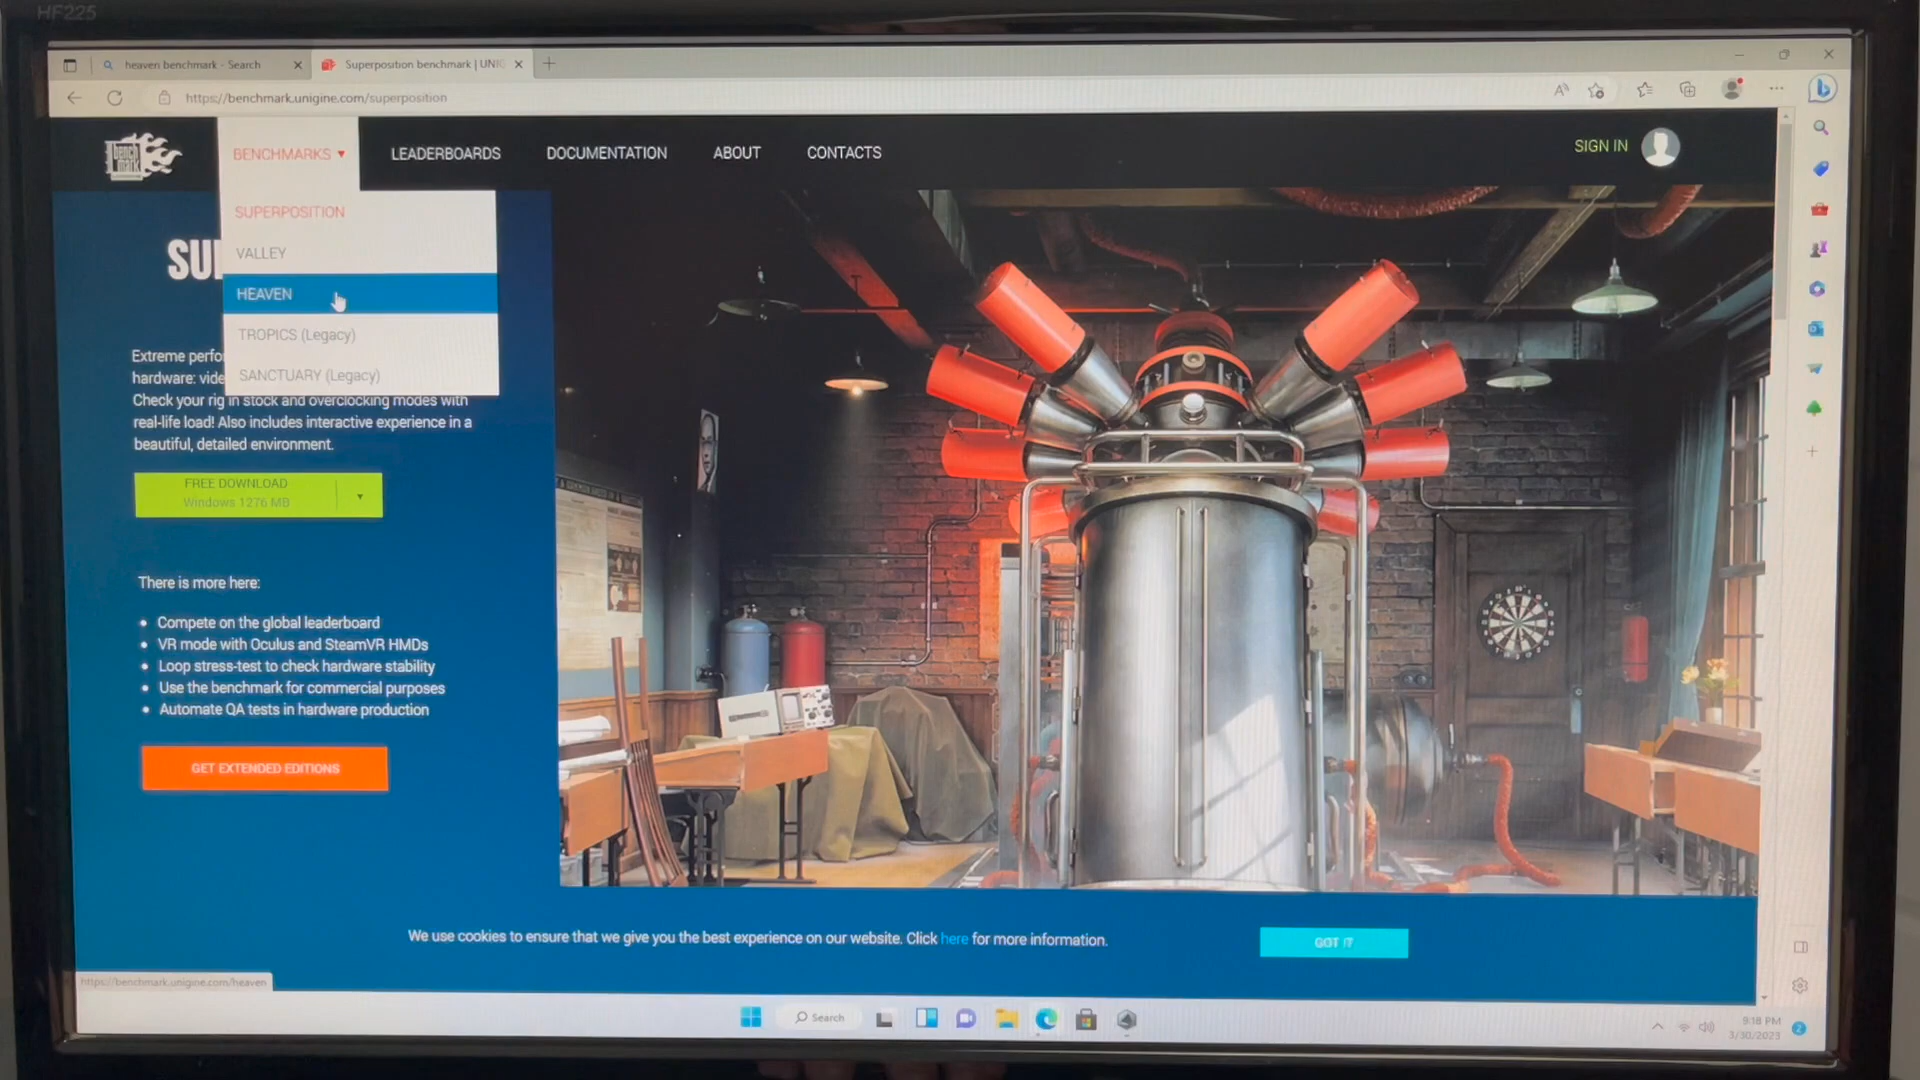 HF225
heaven benchmark - Search
Superposition benchmark | UNI
https://benchmark.unigine.com/superposition
bench
mark
BENCHMARKS ▾
LEADERBOARDS
DOCUMENTATION
ABOUT
CONTACTS
SIGN IN
SUPERPOSITION
VALLEY
HEAVEN
TROPICS (Legacy)
SANCTUARY (Legacy)
SU
Extreme perfo
hardware: vide
Check your rig in stock and overclocking modes with
real-life load! Also includes interactive experience in a
beautiful, detailed environment.
FREE DOWNLOAD
Windows 1276 MB
There is more here:
• Compete on the global leaderboard
• VR mode with Oculus and SteamVR HMDs
• Loop stress-test to check hardware stability
• Use the benchmark for commercial purposes
• Automate QA tests in hardware production
GET EXTENDED EDITIONS
We use cookies to ensure that we give you the best experience on our website. Click here for more information.
GOT IT
https://benchmark.unigine.com/heaven
Search
9:18 PM
3/30/2023
2